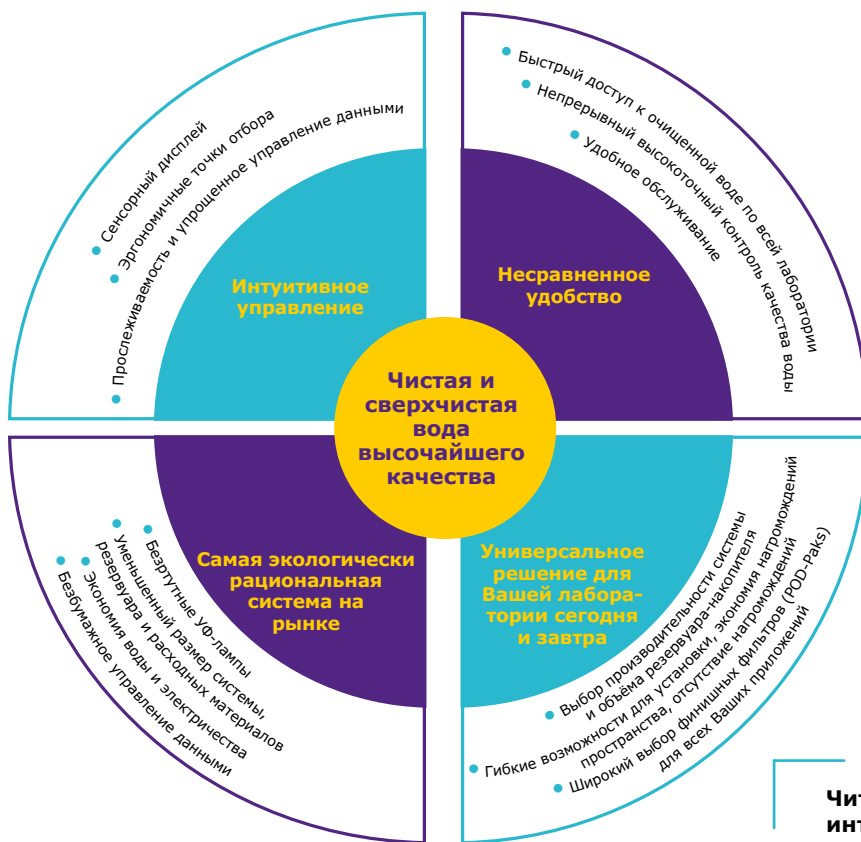 Сенсорный дисплей
Эргономичные точки отбора
Прослеживаемость и упрощенное управление данными
Интуитивное
управление
Быстрый доступ к очищенной воде по всей лаборатории
Непрерывный высокоточный контроль качества воды
Удобное обслуживание
Несравненное
удобство
Чистая и
сверхчистая
вода
высочайшего
качества
Самая экологически
рациональная
система на
рынке
Безртутные УФ-лампы
Уменьшенный размер системы,
резервуара и расходных материалов
Экономия воды и электричества
Безбумажное управление данными
Универсальное
решение для
Вашей лабора-
тории сегодня
и завтра
Выбор производительности системы
и объёма резервуара-накопителя
Гибкие возможности для установки, экономия нагромождений
пространства, отсутствие нагромождений
Широкий выбор финишных фильтров (POD-Paks)
для всех Ваших приложений
Чит
инт